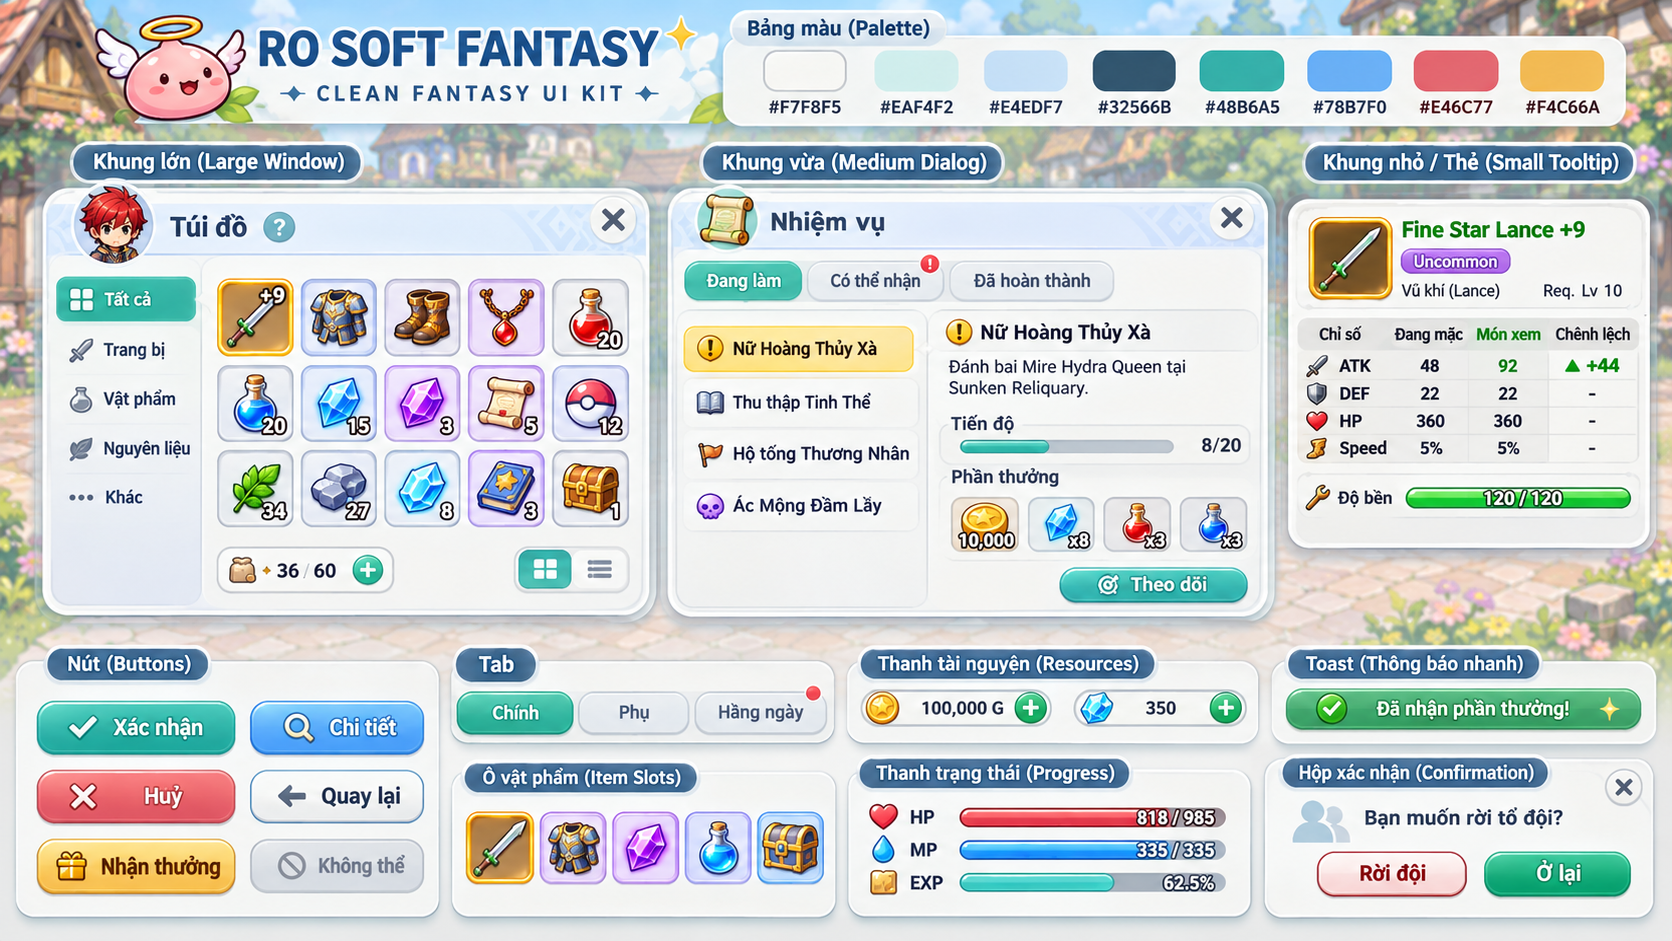 RO SOFT FANTASY
CLEAN FANTASY UI KIT
Bảng màu (Palette)
#F7F8F5
#EAF4F2
#E4EDF7
#32566B
#48B6A5
#78B7F0
#E46C77
#F4C66A
Khung lớn (Large Window)
Túi đồ
?
Tất cả
Trang bị
Vật phẩm
Nguyên liệu
Khác
+9
20
20
15
3
5
12
34
27
8
3
1
36 / 60
Khung vừa (Medium Dialog)
Nhiệm vụ
Đang làm
Có thể nhận
!
Đã hoàn thành
! Nữ Hoàng Thủy Xà
Thu thập Tinh Thể
Hộ tống Thương Nhân
Ác Mộng Đầm Lầy
! Nữ Hoàng Thủy Xà
Đánh bai Mire Hydra Queen tại
Sunken Reliquary.
Tiến độ
8/20
Phần thưởng
10,000
x8
x3
x3
Theo dõi
Khung nhỏ / Thẻ (Small Tooltip)
Fine Star Lance +9
Uncommon
Vũ khí (Lance) Req. Lv 10
Chỉ số Đang mặc Món xem Chênh lệch
ATK 48 92 ▲ +44
DEF 22 22 -
HP 360 360 -
Speed 5% 5% -
Độ bền 120 / 120
Nút (Buttons)
Xác nhận
Chi tiết
Huỷ
Quay lại
Nhận thưởng
Không thể
Tab
Chính
Phụ
Hằng ngày
Ô vật phẩm (Item Slots)
Thanh tài nguyên (Resources)
100,000 G
350
Thanh trạng thái (Progress)
HP 818 / 985
MP 335 / 335
EXP 62.5%
Toast (Thông báo nhanh)
Đã nhận phần thưởng!
Hộp xác nhận (Confirmation)
Bạn muốn rời tổ đội?
Rời đội
Ở lại